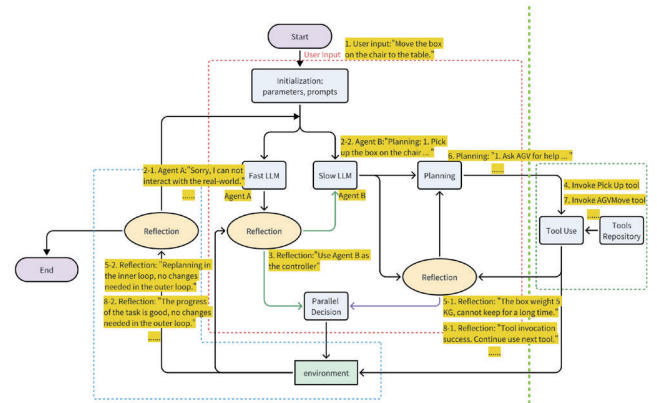 Start
1. User input:"Move the box
on the chair to the table."
User Input
Initialization:
parameters, prompts
2-2. Agent B:"Planning: 1. Pick
up the box on the chair ... "
2-1. Agent A:"Sorry, I can not
interact with the real-world."
......
Fast LLM
Agent A
Slow LLM
Agent B
6. Planning: "1. Ask AGV for help ... "
......
Planning
4. Invoke Pick Up tool
7. Invoke AGVMove tool
......
Tool Use
Tools
Repository
Reflection
Reflection
3. Reflection:"Use Agent B as
the controller"
Reflection
End
5-2. Reflection: "Replanning in
the inner loop, no changes
needed in the outer loop."
8-2. Reflection: "The progress
of the task is good, no changes
needed in the outer loop."
......
Parallel
Decision
5-1. Reflection: "The box weight 5
KG, cannot keep for a long time."
8-1. Reflection: "Tool invocation
success. Continue use next tool."
......
environment